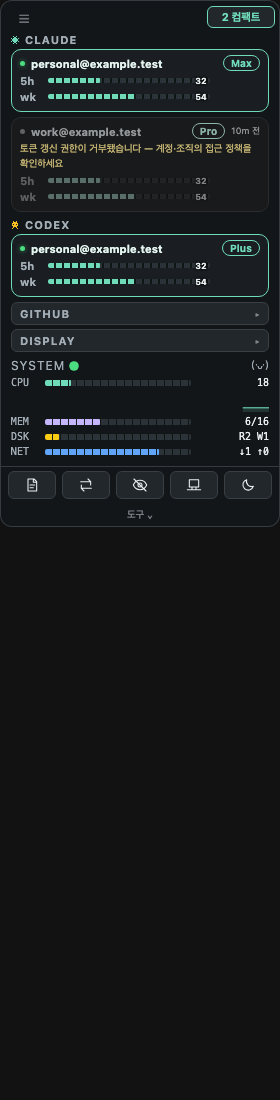 2 컴팩트
CLAUDE
personal@example.test Max
5h 32
wk 54
work@example.test Pro 10m 전
토큰 갱신 권한이 거부됐습니다 — 계정·조직의 접근 정책을
확인하세요
5h 32
wk 54
CODEX
personal@example.test Plus
5h 32
wk 54
GITHUB
DISPLAY
SYSTEM (·ᴗ·)
CPU 18
MEM 6/16
DSK R2 W1
NET ↓1 ↑0
도구